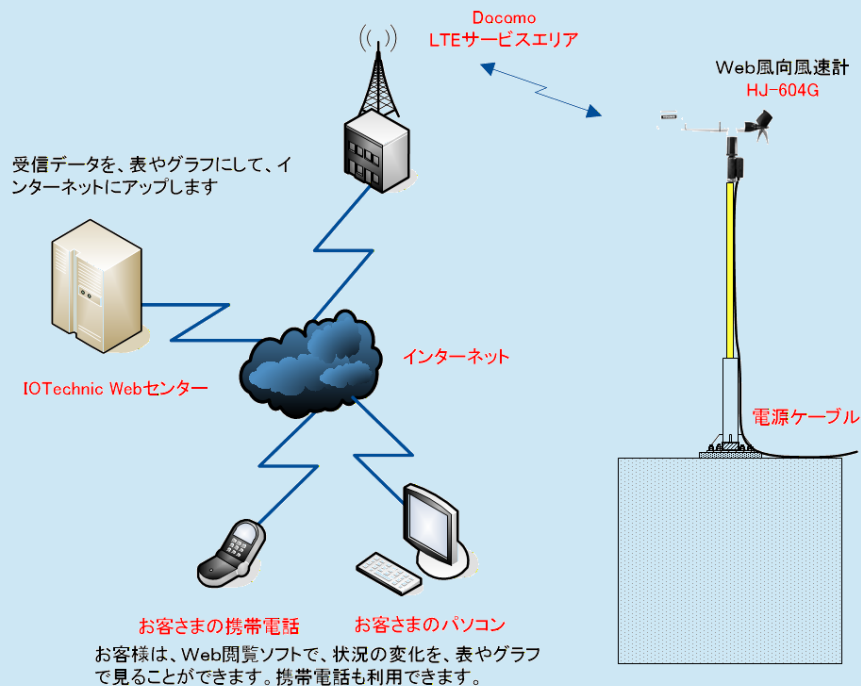 Docomo
LTEサービスエリア
Web風向風速計
HJ-604G
受信データを、表やグラフにして、イ
ンターネットにアップします
インターネット
IOTechnic Webセンター
電源ケーブル
お客さまの携帯電話
お客さまのパソコン
お客様は、Web閲覧ソフトで、状況の変化を、表やグラフ
で見ることができます。携帯電話も利用できます。